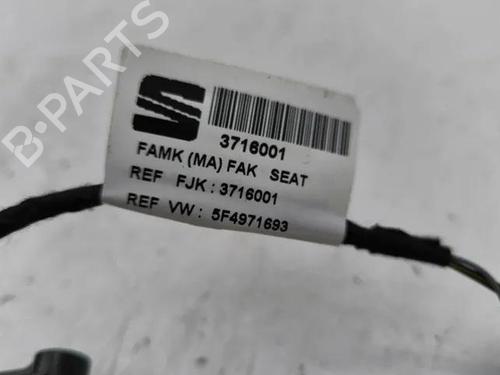 B-PARTS
3716001
FAMK (MA) FAK SEAT
REF FJK : 3716001
REF VW : 5F4971693